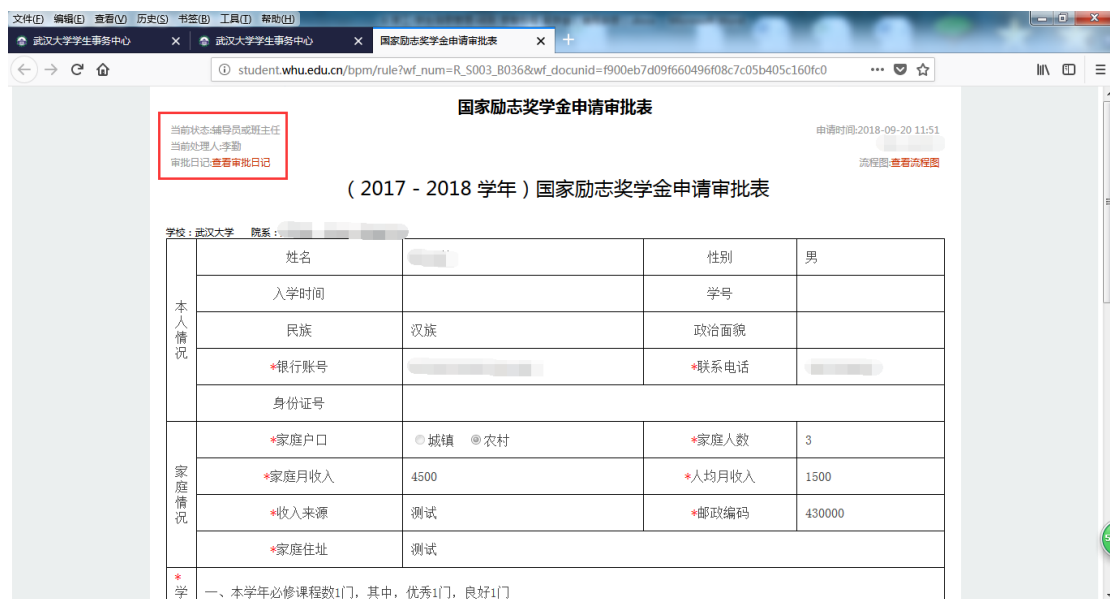 文件(F) 编辑(E) 查看(V) 历史(S) 书签(B) 工具(T) 帮助(H)
武汉大学学生事务中心 武汉大学学生事务中心 国家励志奖学金申请审批表
student.whu.edu.cn/bpm/rule?wf_num=R_S003_B036&wf_docunid=f900eb7d09f660496f08c7c05b405c160fc0
国家励志奖学金申请审批表
当前状态:辅导员或班主任 申请时间:2018-09-20 11:51
当前处理人:李勤
审批日记:查看审批日记 流程图:查看流程图
(2017-2018 学年)国家励志奖学金申请审批表
学校:武汉大学 院系:
本人情况
姓名 性别 男
入学时间 学号
民族 汉族 政治面貌
*银行账号 *联系电话
身份证号
家庭情况
*家庭户口 城镇 农村 *家庭人数 3
*家庭月收入 4500 *人均月收入 1500
*收入来源 测试 *邮政编码 430000
*家庭住址 测试
*学 一、本学年必修课程数1门,其中,优秀1门,良好1门